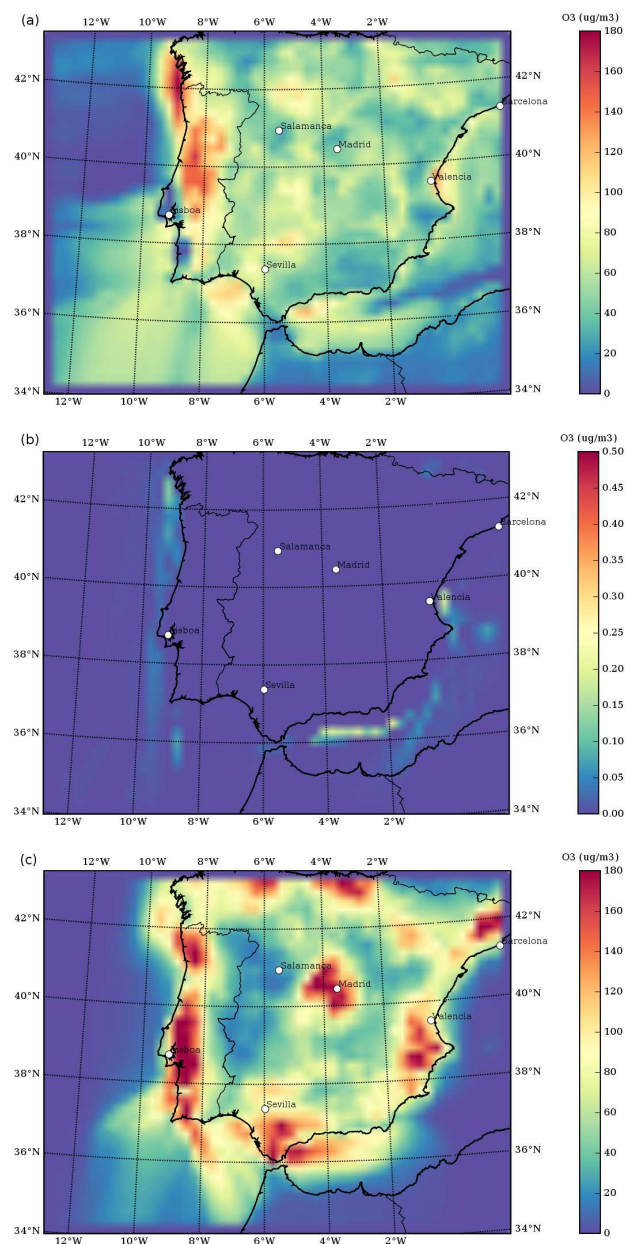 (a)
12°W 10°W 8°W 6°W 4°W 2°W
O3 (ug/m3)
180
160
140
120
100
80
60
40
20
0
42°N 42°N
40°N 40°N
38°N 38°N
36°N 36°N
34°N 34°N
Barcelona
Salamanca
Madrid
Valencia
Lisboa
Sevilla
12°W 10°W 8°W 6°W 4°W 2°W
(b)
12°W 10°W 8°W 6°W 4°W 2°W
O3 (ug/m3)
0.50
0.45
0.40
0.35
0.30
0.25
0.20
0.15
0.10
0.05
0.00
42°N 42°N
40°N 40°N
38°N 38°N
36°N 36°N
34°N 34°N
Barcelona
Salamanca
Madrid
Valencia
Lisboa
Sevilla
12°W 10°W 8°W 6°W 4°W 2°W
(c)
12°W 10°W 8°W 6°W 4°W 2°W
O3 (ug/m3)
180
160
140
120
100
80
60
40
20
0
42°N 42°N
40°N 40°N
38°N 38°N
36°N 36°N
34°N 34°N
Barcelona
Salamanca
Madrid
Valencia
Lisboa
Sevilla
12°W 10°W 8°W 6°W 4°W 2°W